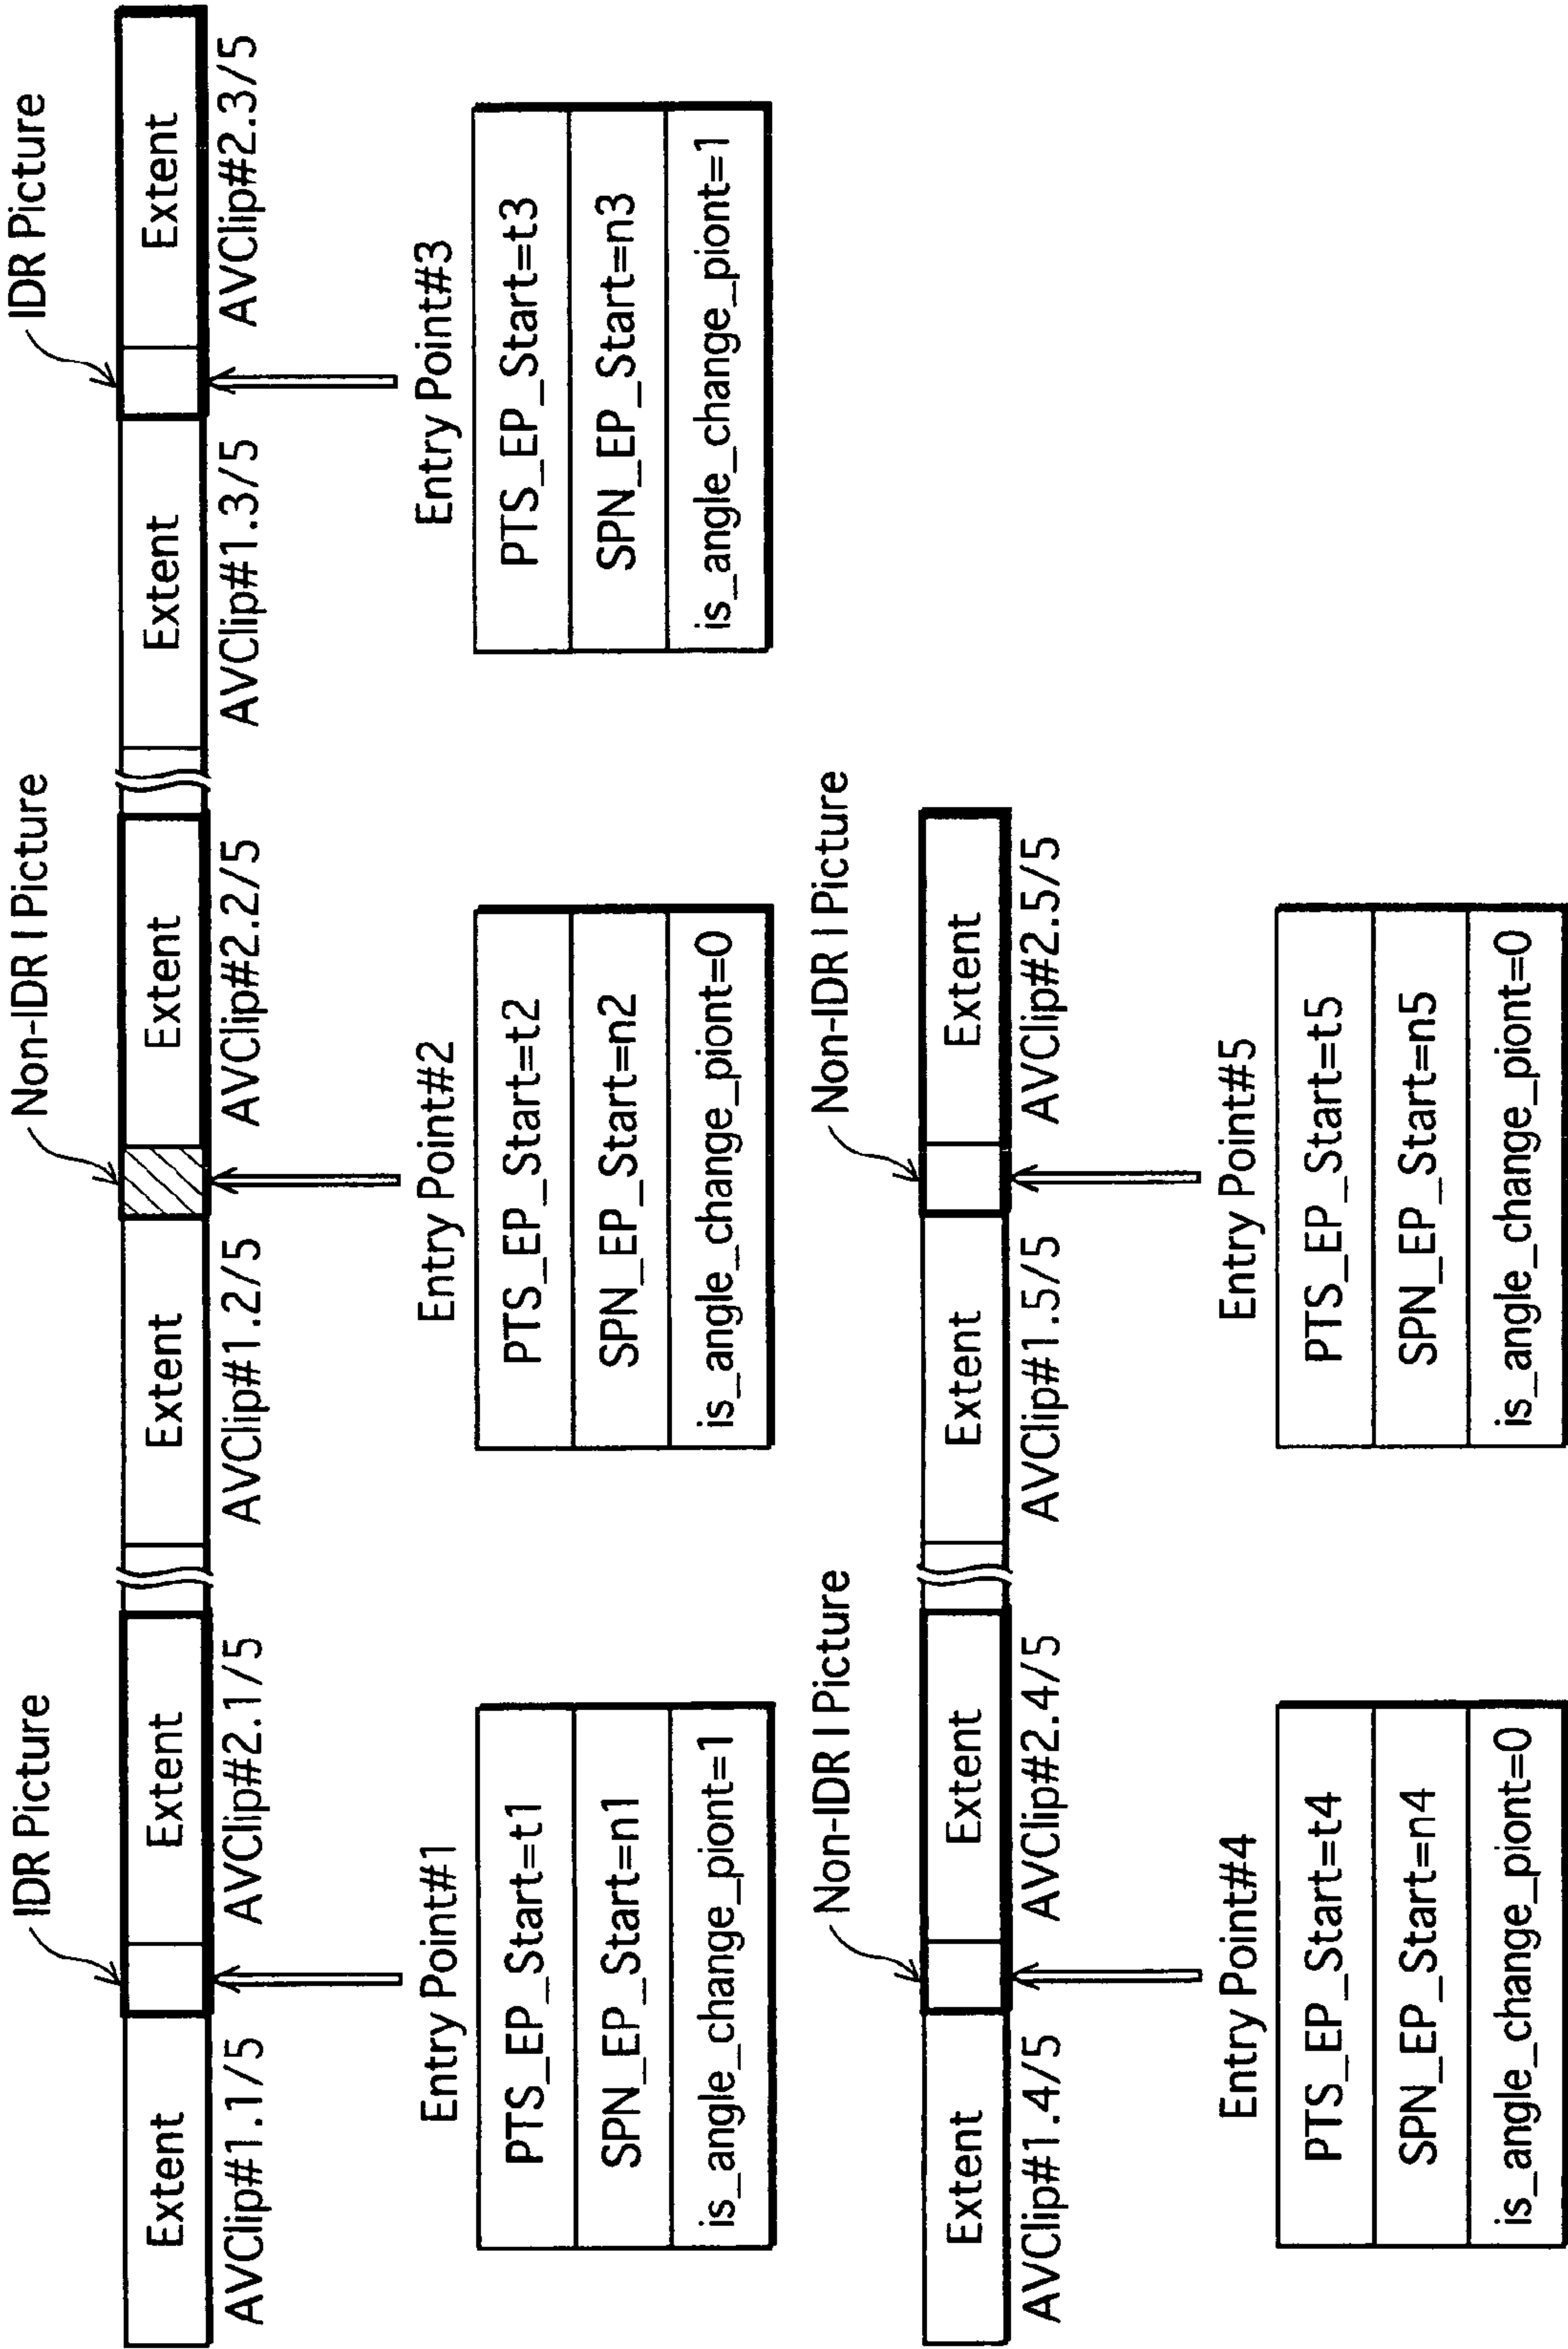 IDR Picture
Non-IDR I Picture
IDR Picture
Extent
Extent
Extent
Extent
Extent
Extent
AVClip#1.1/5
AVClip#2.1/5
AVClip#1.2/5
AVClip#2.2/5
AVClip#1.3/5
AVClip#2.3/5
Entry Point#1
PTS_EP_Start=t1
SPN_EP_Start=n1
is_angle_change_piont=1
Entry Point#2
PTS_EP_Start=t2
SPN_EP_Start=n2
is_angle_change_piont=0
Entry Point#3
PTS_EP_Start=t3
SPN_EP_Start=n3
is_angle_change_piont=1
Non-IDR I Picture
Non-IDR I Picture
Extent
Extent
Extent
Extent
AVClip#1.4/5
AVClip#2.4/5
AVClip#1.5/5
AVClip#2.5/5
Entry Point#4
PTS_EP_Start=t4
SPN_EP_Start=n4
is_angle_change_piont=0
Entry Point#5
PTS_EP_Start=t5
SPN_EP_Start=n5
is_angle_change_piont=0